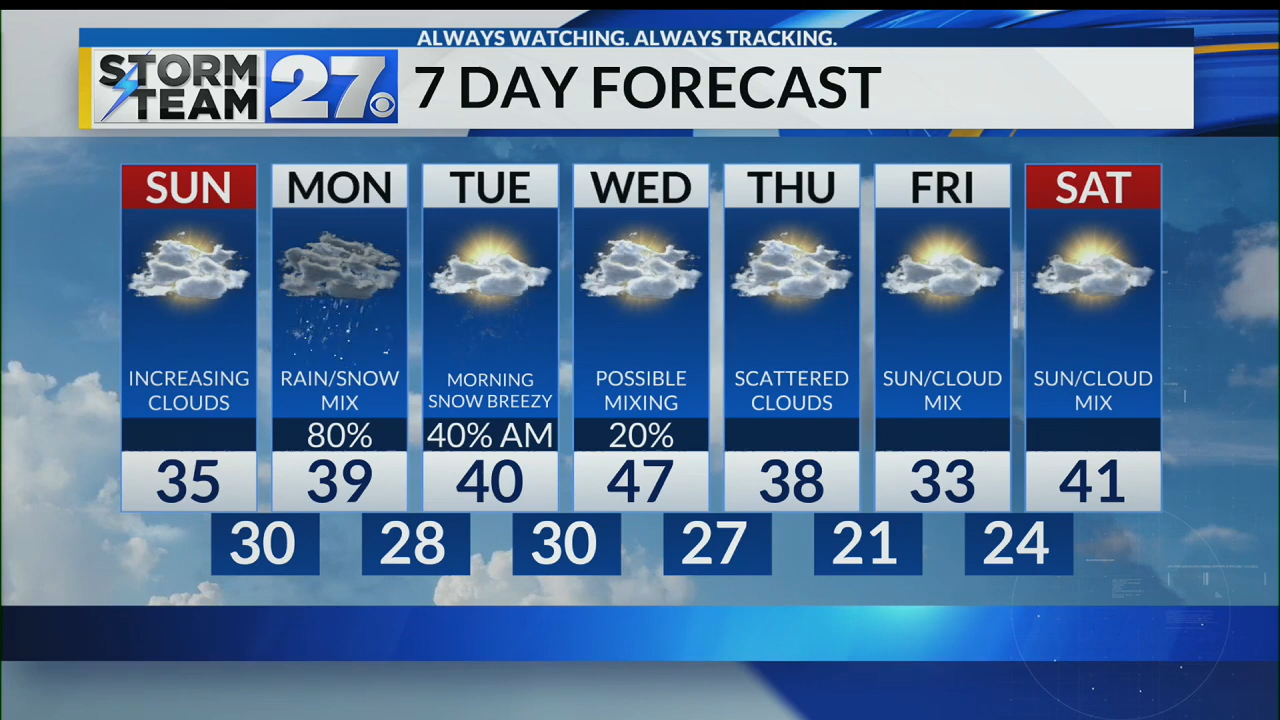 ALWAYS WATCHING. ALWAYS TRACKING.
STORM
TEAM
27
7 DAY FORECAST
SUN MON TUE WED THU FRI SAT
INCREASING
CLOUDS
RAIN/SNOW
MIX
MORNING
SNOW BREEZY
POSSIBLE
MIXING
SCATTERED
CLOUDS
SUN/CLOUD
MIX
SUN/CLOUD
MIX
80% 40% AM 20%
35 39 40 47 38 33 41
30 28 30 27 21 24